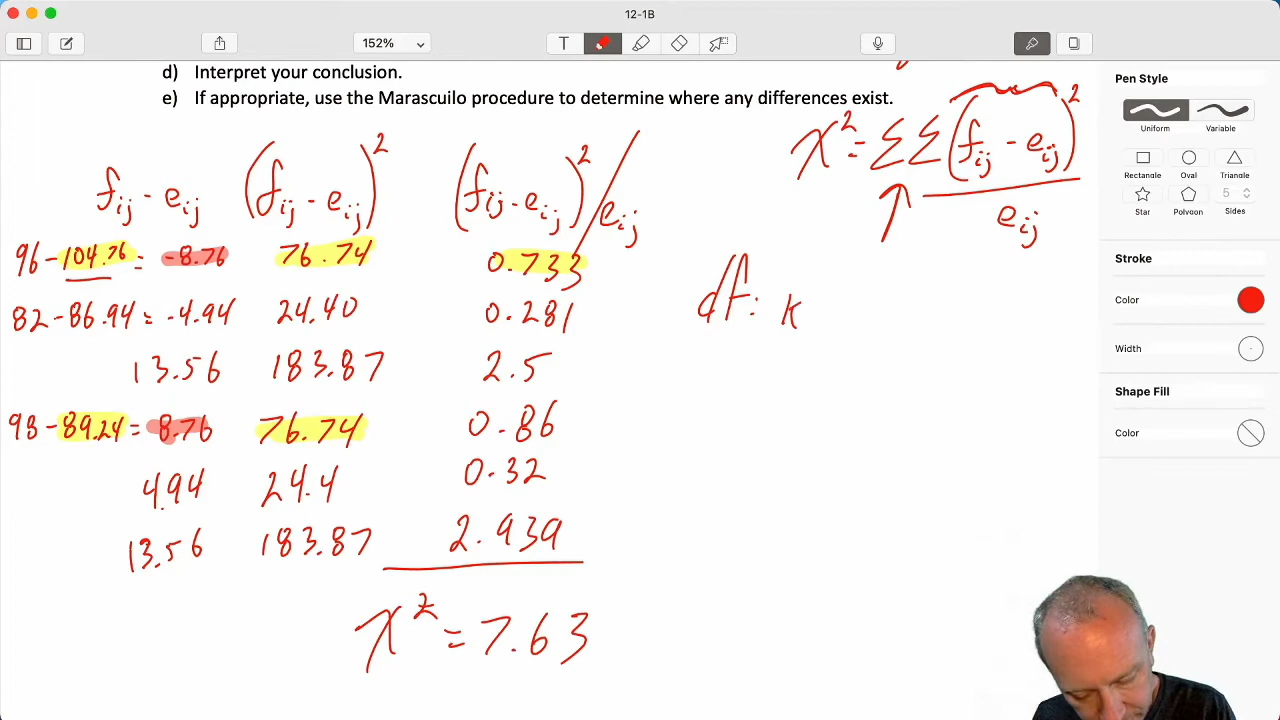 12-1B
152%
T
d) Interpret your conclusion.
e) If appropriate, use the Marascuilo procedure to determine where any differences exist.
χ² = ΣΣ (fij - eij)² / eij
fij - eij (fij - eij)² (fij - eij)² / eij
96 - 104.76 = -8.76 76.74 0.733
82 - 86.94 = -4.94 24.40 0.281
13.56 183.87 2.5
98 - 89.24 = 8.76 76.74 0.86
4.94 24.4 0.32
13.56 183.87 2.939
χ² = 7.63
df: K
Pen Style
Uniform Variable
Rectangle Oval Triangle
Star Polygon 5 Sides
Stroke
Color
Width
Shape Fill
Color